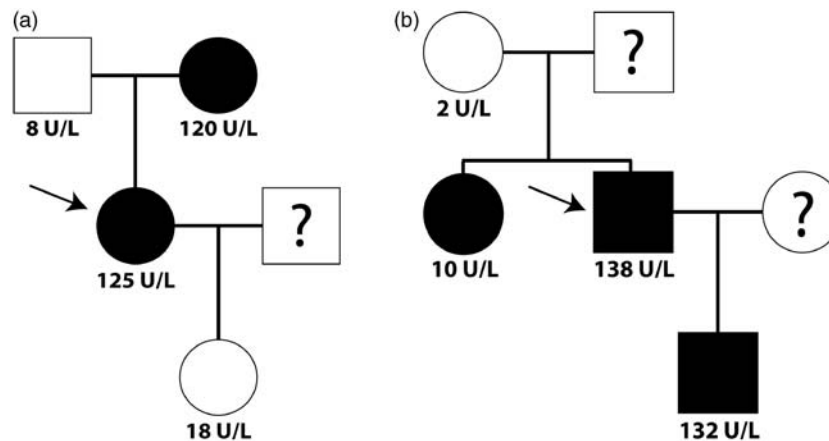 (a)
8 U/L
120 U/L
125 U/L
?
18 U/L
(b)
2 U/L
?
10 U/L
138 U/L
?
132 U/L